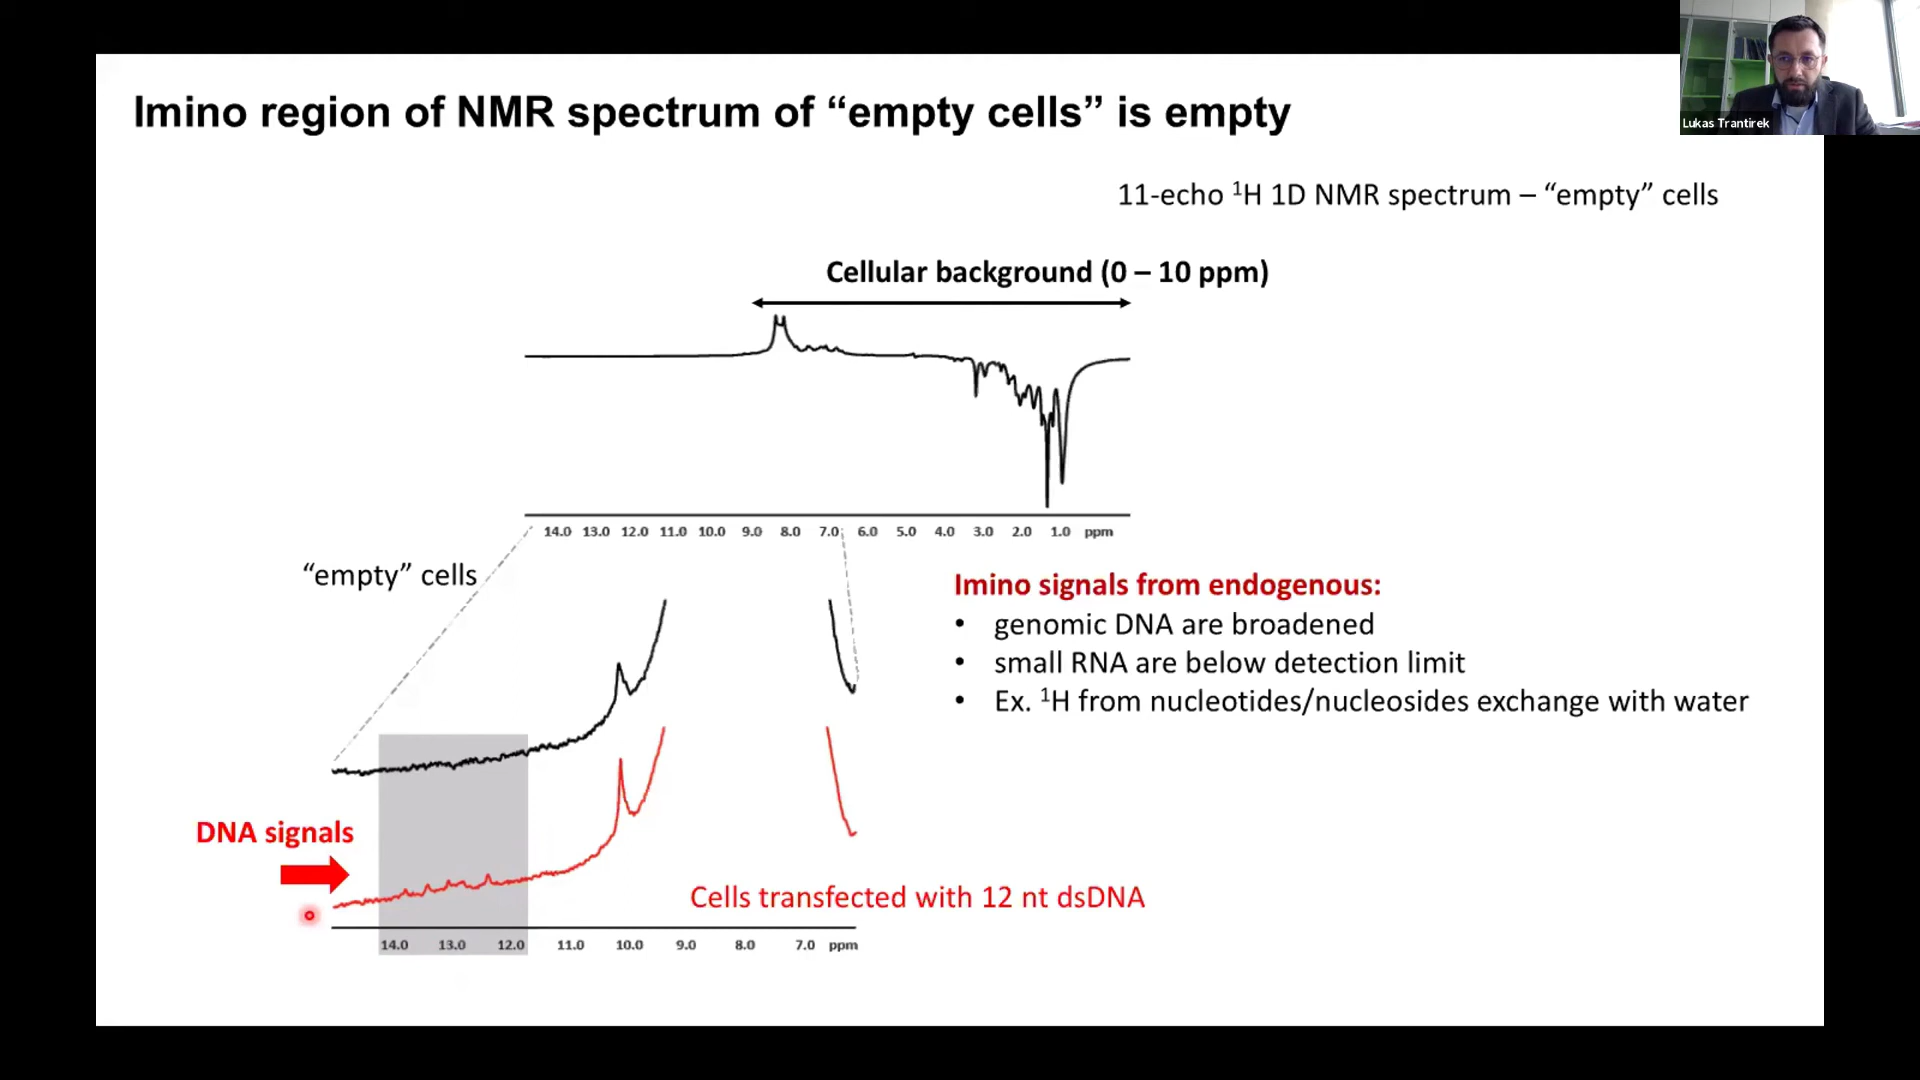 Imino region of NMR spectrum of “empty cells” is empty
Lukas Trantirek
11-echo ¹H 1D NMR spectrum – “empty” cells
Cellular background (0 – 10 ppm)
14.0 13.0 12.0 11.0 10.0 9.0 8.0 7.0 6.0 5.0 4.0 3.0 2.0 1.0 ppm
“empty” cells
Imino signals from endogenous:
• genomic DNA are broadened
• small RNA are below detection limit
• Ex. ¹H from nucleotides/nucleosides exchange with water
DNA signals
Cells transfected with 12 nt dsDNA
14.0 13.0 12.0 11.0 10.0 9.0 8.0 7.0 ppm